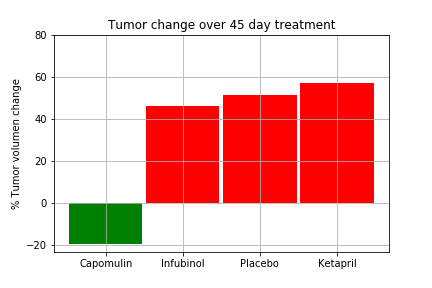 Tumor change over 45 day treatment
80
60
40
20
0
−20
% Tumor volumen change
Capomulin Infubinol Placebo Ketapril